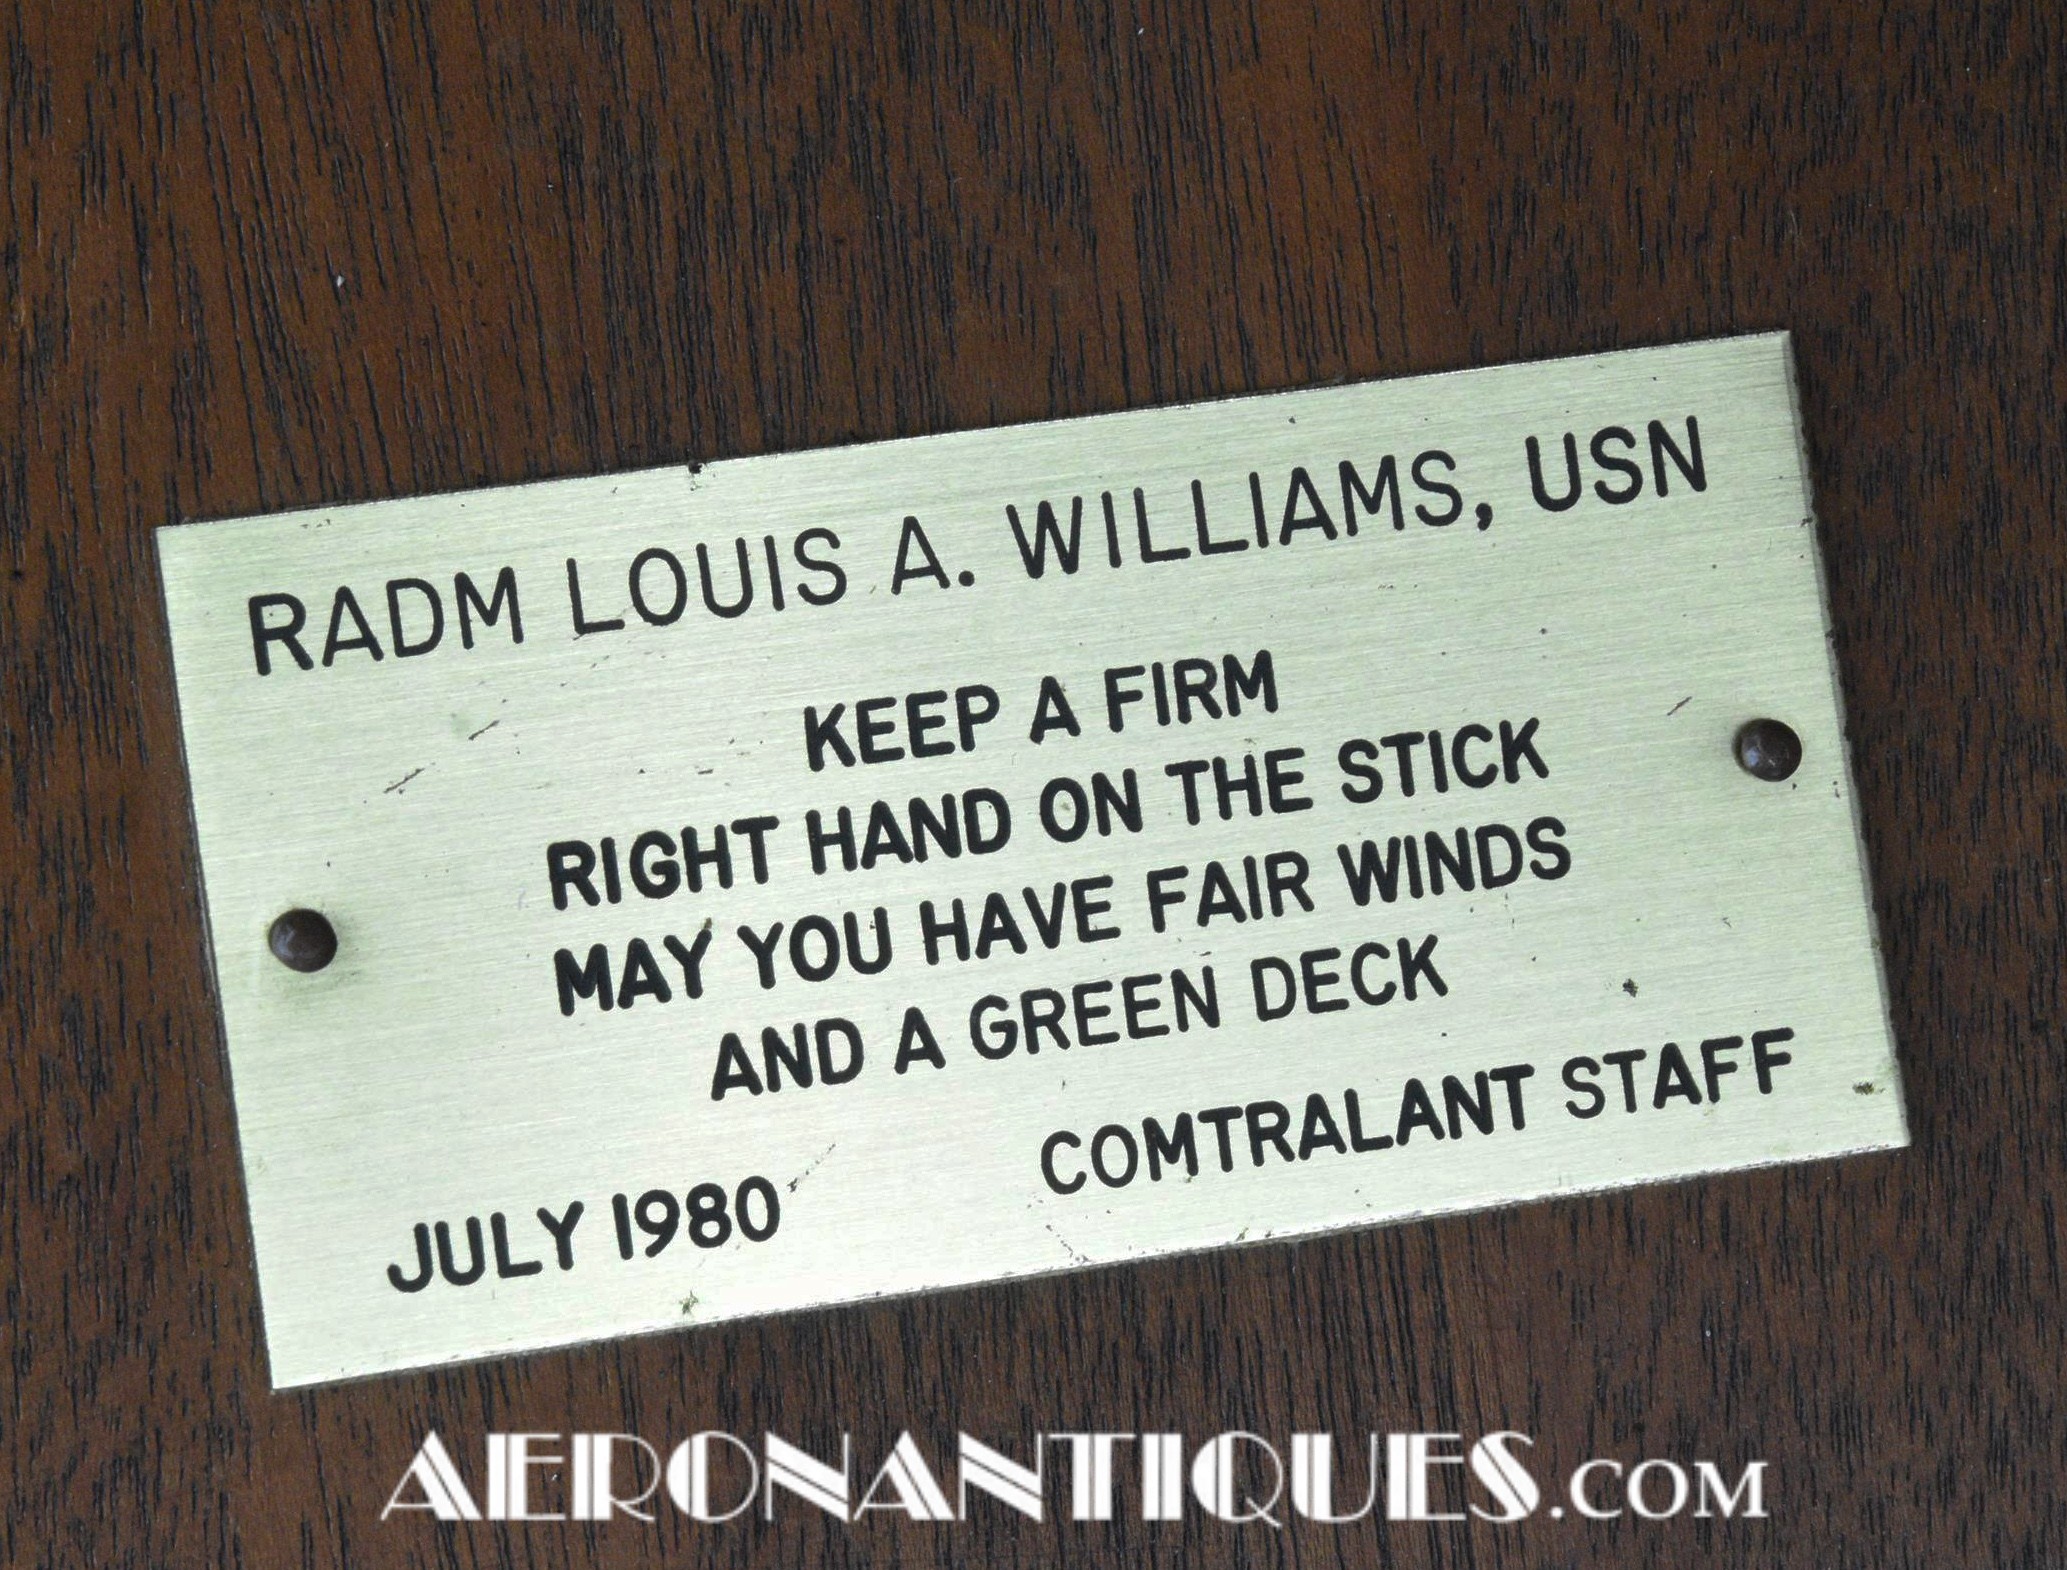 RADM LOUIS A. WILLIAMS, USN
KEEP A FIRM
RIGHT HAND ON THE STICK
MAY YOU HAVE FAIR WINDS
AND A GREEN DECK
COMTRALANT STAFF
JULY 1980
AERONANTIQUES.COM